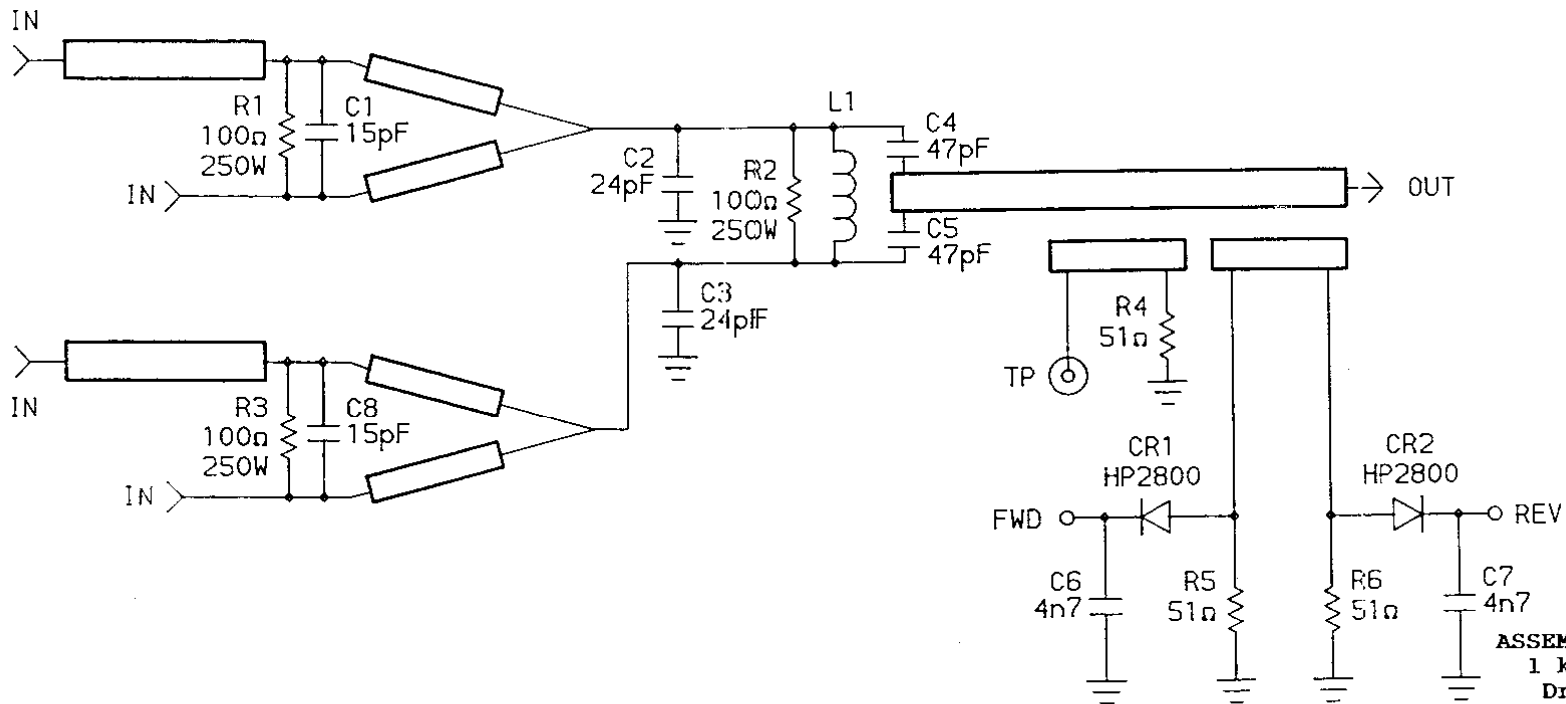 IN
R1
100Ω
250W
C1
15pF
IN
C2
24pF
R2
100Ω
250W
L1
C4
47pF
OUT
C5
47pF
C3
24pF
IN
R3
100Ω
250W
C8
15pF
IN
R4
51Ω
TP
CR1
HP2800
CR2
HP2800
FWD
REV
C6
4n7
R5
51Ω
R6
51Ω
C7
4n7
ASSEM
1 k
Dr